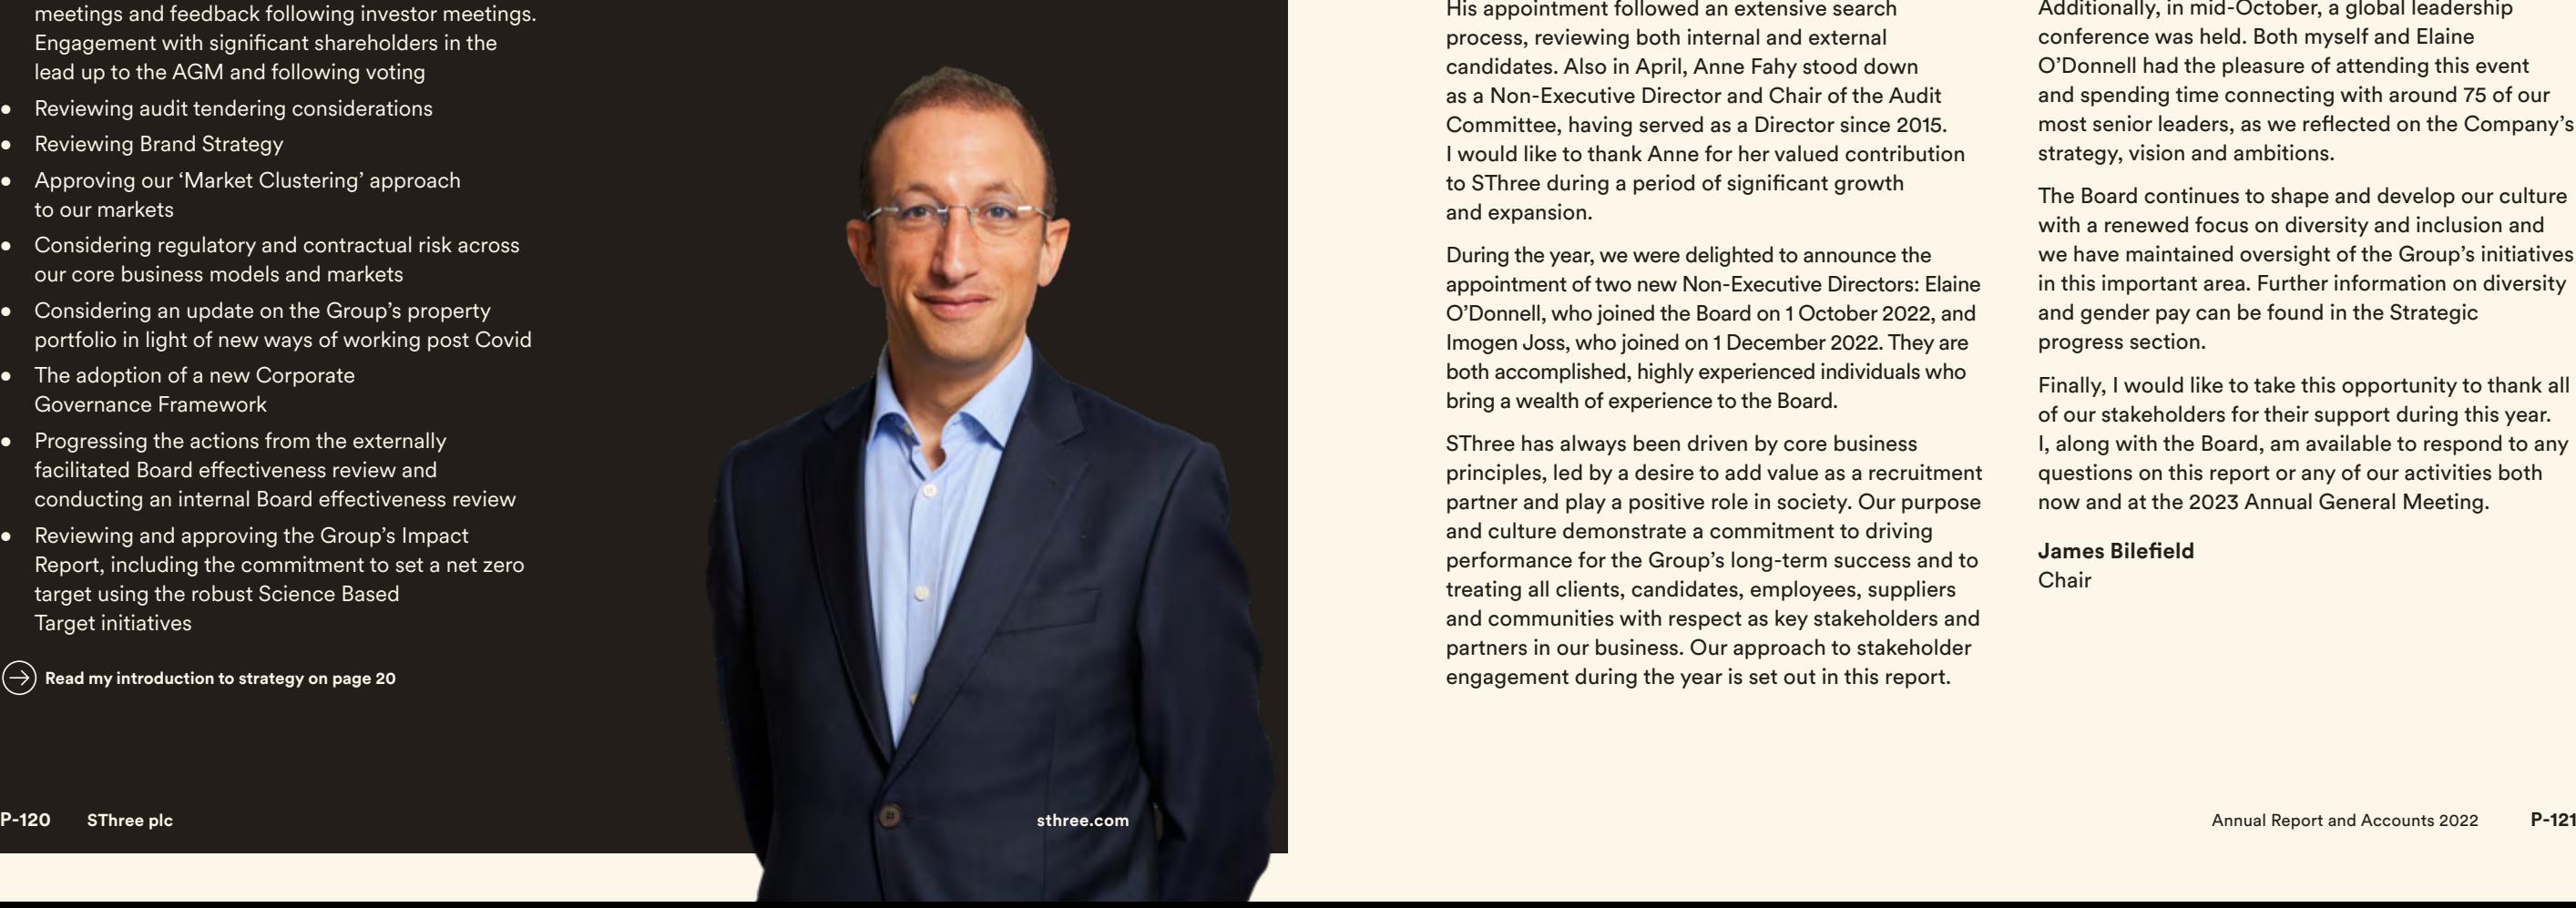 meetings and feedback following investor meetings.
Engagement with significant shareholders in the
lead up to the AGM and following voting
• Reviewing audit tendering considerations
• Reviewing Brand Strategy
• Approving our ‘Market Clustering’ approach
to our markets
• Considering regulatory and contractual risk across
our core business models and markets
• Considering an update on the Group’s property
portfolio in light of new ways of working post Covid
• The adoption of a new Corporate
Governance Framework
• Progressing the actions from the externally
facilitated Board effectiveness review and
conducting an internal Board effectiveness review
• Reviewing and approving the Group’s Impact
Report, including the commitment to set a net zero
target using the robust Science Based
Target initiatives
Read my introduction to strategy on page 20
P-120 SThree plc
sthree.com
His appointment followed an extensive search
process, reviewing both internal and external
candidates. Also in April, Anne Fahy stood down
as a Non-Executive Director and Chair of the Audit
Committee, having served as a Director since 2015.
I would like to thank Anne for her valued contribution
to SThree during a period of significant growth
and expansion.
During the year, we were delighted to announce the
appointment of two new Non-Executive Directors: Elaine
O’Donnell, who joined the Board on 1 October 2022, and
Imogen Joss, who joined on 1 December 2022. They are
both accomplished, highly experienced individuals who
bring a wealth of experience to the Board.
SThree has always been driven by core business
principles, led by a desire to add value as a recruitment
partner and play a positive role in society. Our purpose
and culture demonstrate a commitment to driving
performance for the Group’s long-term success and to
treating all clients, candidates, employees, suppliers
and communities with respect as key stakeholders and
partners in our business. Our approach to stakeholder
engagement during the year is set out in this report.
Additionally, in mid-October, a global leadership
conference was held. Both myself and Elaine
O’Donnell had the pleasure of attending this event
and spending time connecting with around 75 of our
most senior leaders, as we reflected on the Company’s
strategy, vision and ambitions.
The Board continues to shape and develop our culture
with a renewed focus on diversity and inclusion and
we have maintained oversight of the Group’s initiatives
in this important area. Further information on diversity
and gender pay can be found in the Strategic
progress section.
Finally, I would like to take this opportunity to thank all
of our stakeholders for their support during this year.
I, along with the Board, am available to respond to any
questions on this report or any of our activities both
now and at the 2023 Annual General Meeting.
James Bilefield
Chair
Annual Report and Accounts 2022 P-121